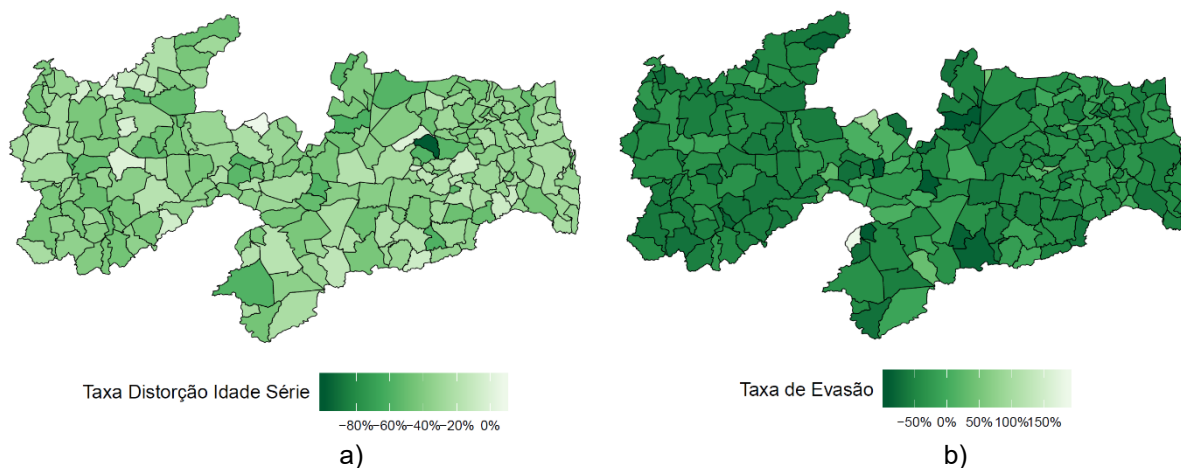 Taxa Distorção Idade Série
−80%−60%−40%−20% 0%
a)
Taxa de Evasão
−50% 0% 50%100%150%
b)